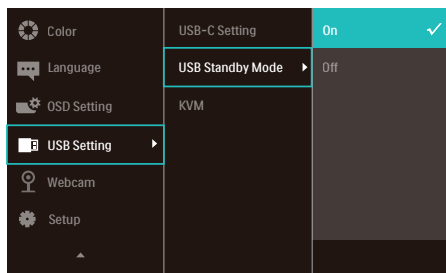 Color
Language
OSD Setting
USB Setting
Webcam
Setup
USB-C Setting
USB Standby Mode
KVM
On
Off